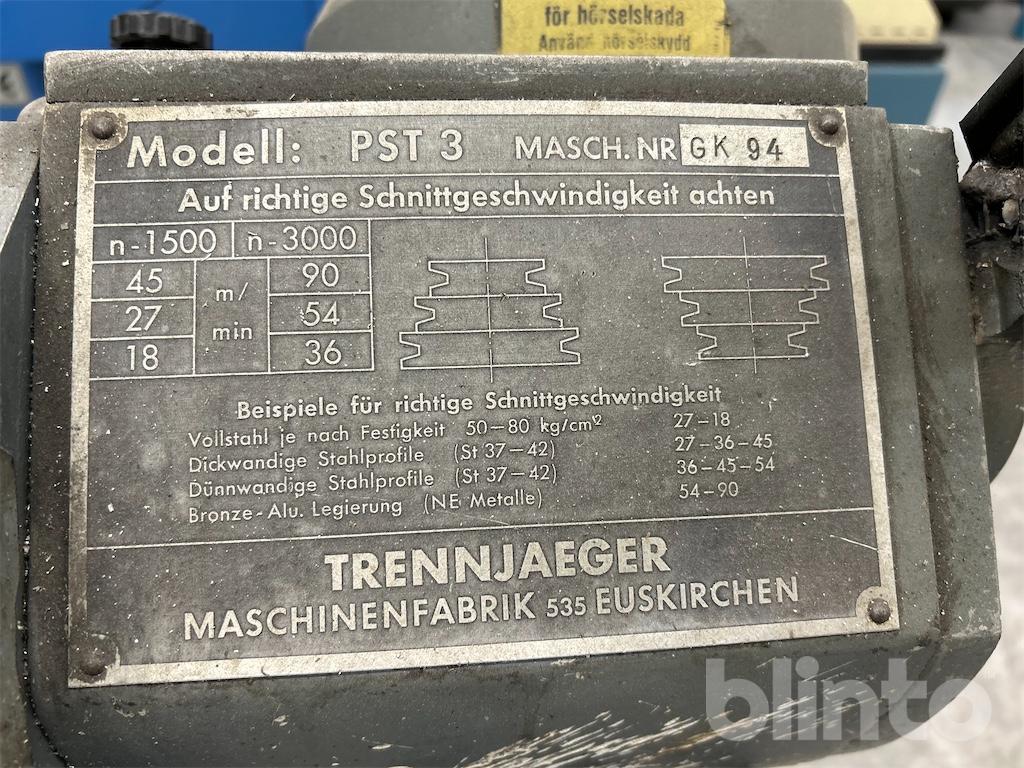 för hörselskada
Använd hörselskydd
Modell: PST 3 MASCH. NR GK 94
Auf richtige Schnittgeschwindigkeit achten
n-1500 n-3000
45 m/ 90
27 min 54
18 36
Beispiele für richtige Schnittgeschwindigkeit
Vollstahl je nach Festigkeit 50-80 kg/cm² 27-18
Dickwandige Stahlprofile (St 37-42) 27-36-45
Dünnwandige Stahlprofile (St 37-42) 36-45-54
Bronze-Alu. Legierung (NE Metalle) 54-90
TRENNJAEGER
MASCHINENFABRIK 535 EUSKIRCHEN
blinto